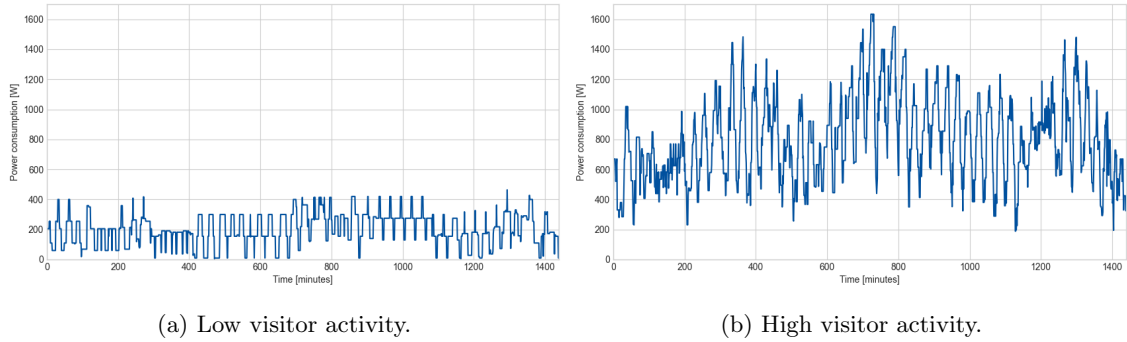 1600
1400
1200
1000
800
600
400
200
0
Power consumption [W]
0 200 400 600 800 1000 1200 1400
Time [minutes]
(a) Low visitor activity.
1600
1400
1200
1000
800
600
400
200
0
Power consumption [W]
0 200 400 600 800 1000 1200 1400
Time [minutes]
(b) High visitor activity.